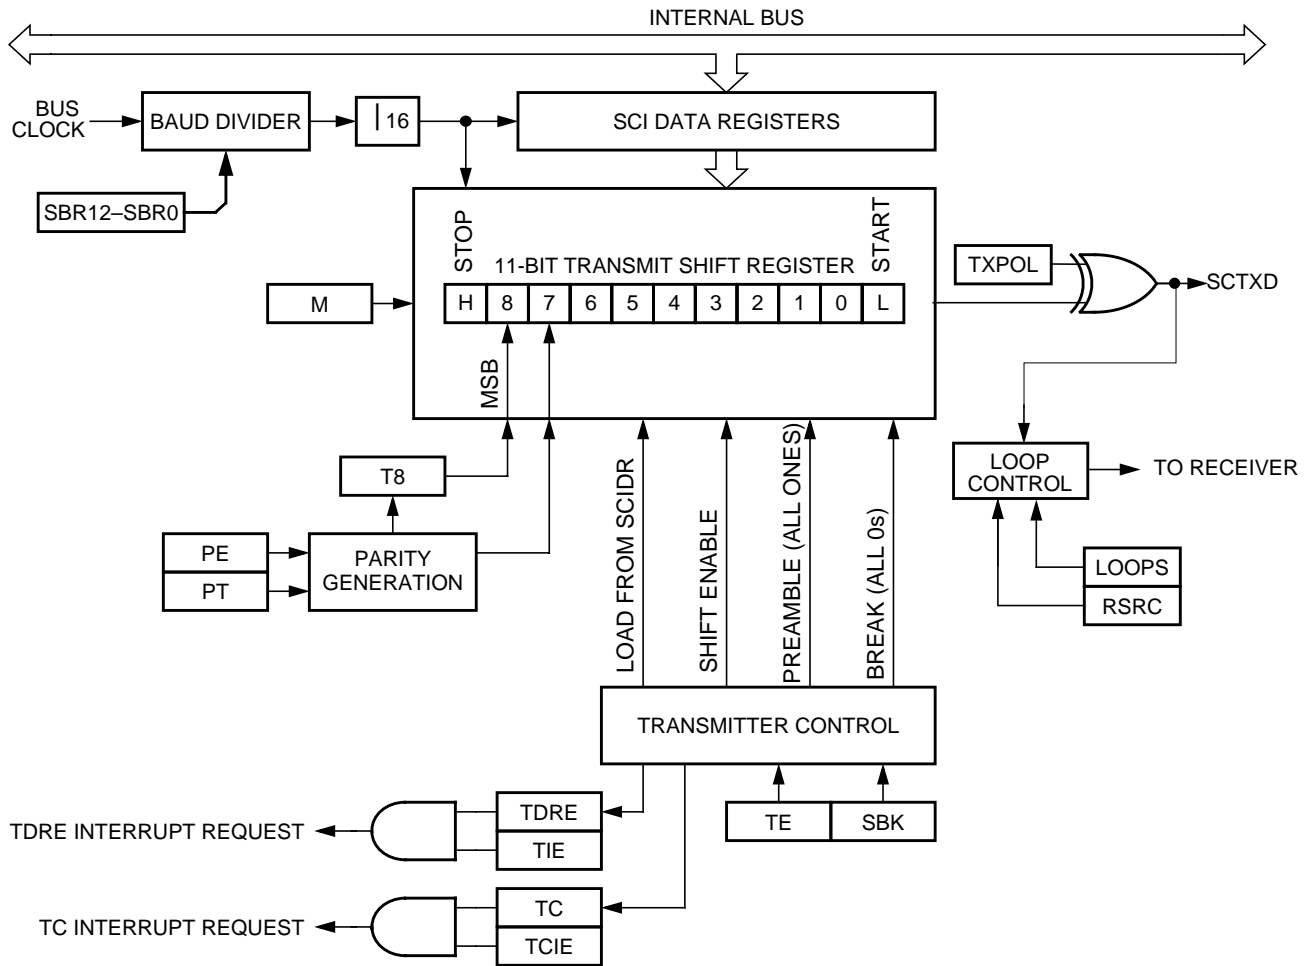 INTERNAL BUS
BUS
CLOCK
BAUD DIVIDER
| 16
SCI DATA REGISTERS
SBR12–SBR0
STOP
START
11-BIT TRANSMIT SHIFT REGISTER
H 8 7 6 5 4 3 2 1 0 L
M
TXPOL
SCTXD
MSB
T8
LOOP
CONTROL
TO RECEIVER
PE
PT
PARITY
GENERATION
LOAD FROM SCIDR
SHIFT ENABLE
PREAMBLE (ALL ONES)
BREAK (ALL 0s)
LOOPS
RSRC
TRANSMITTER CONTROL
TDRE INTERRUPT REQUEST
TDRE
TIE
TE
SBK
TC INTERRUPT REQUEST
TC
TCIE